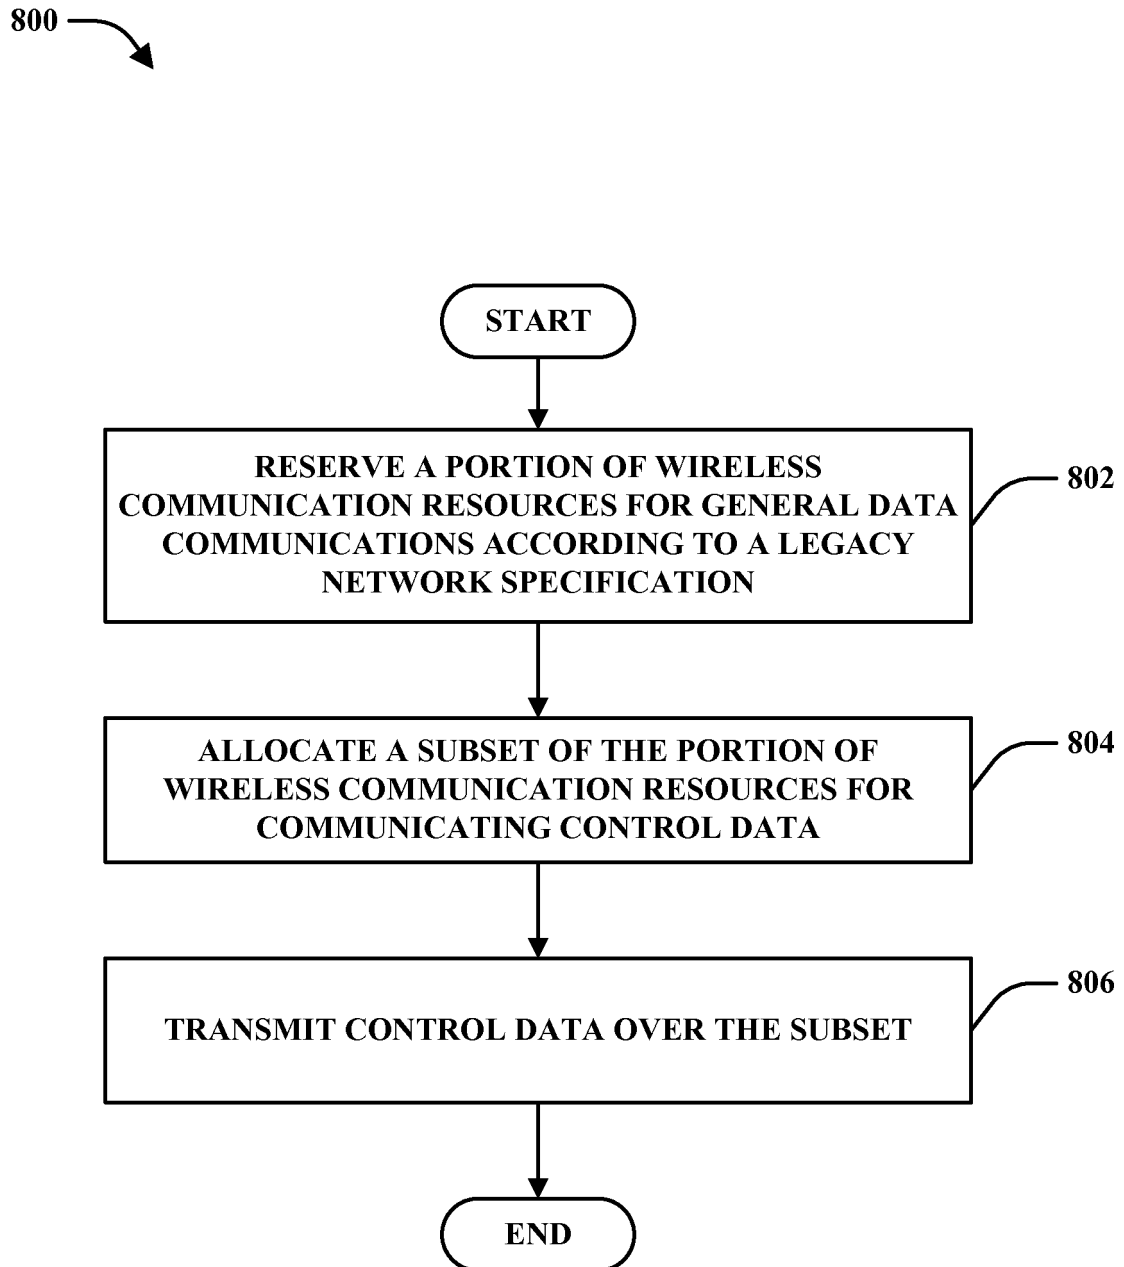 800
START
RESERVE A PORTION OF WIRELESS
COMMUNICATION RESOURCES FOR GENERAL DATA
COMMUNICATIONS ACCORDING TO A LEGACY
NETWORK SPECIFICATION
802
ALLOCATE A SUBSET OF THE PORTION OF
WIRELESS COMMUNICATION RESOURCES FOR
COMMUNICATING CONTROL DATA
804
TRANSMIT CONTROL DATA OVER THE SUBSET
806
END